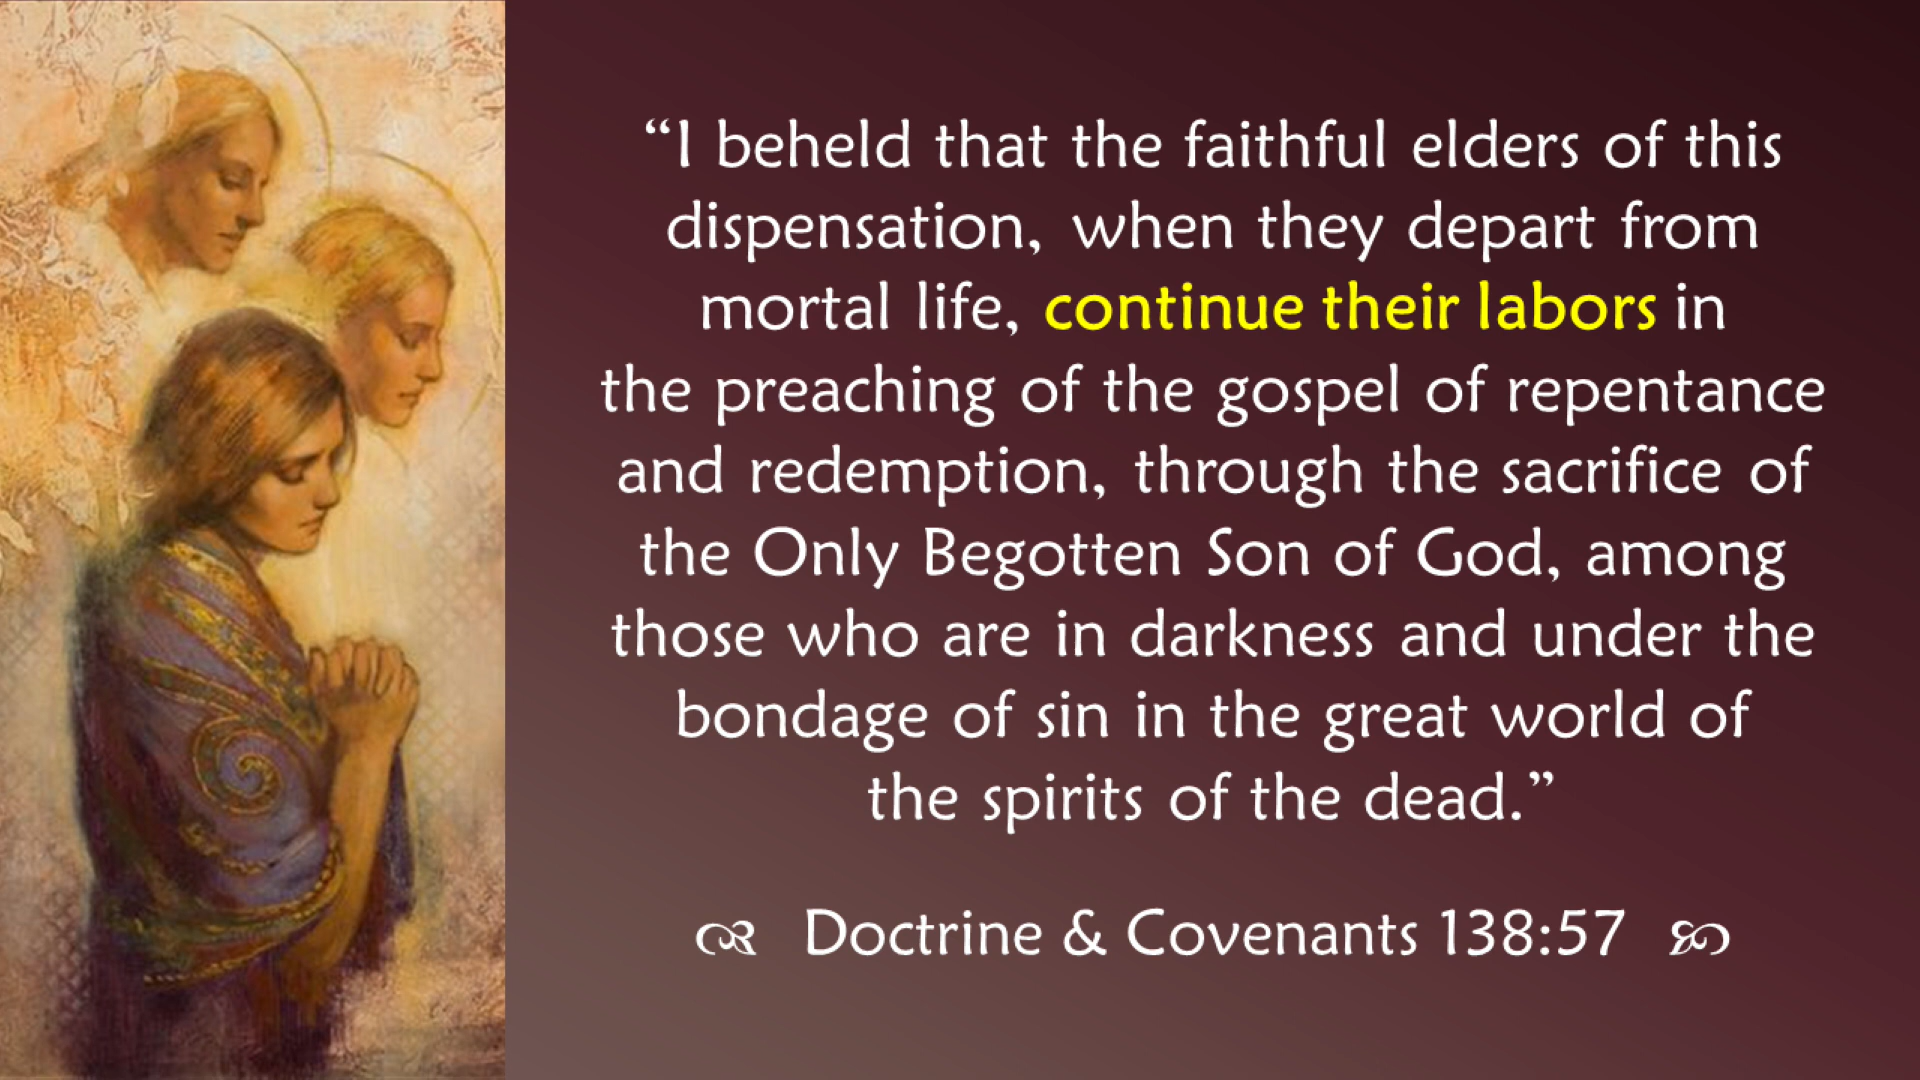 “I beheld that the faithful elders of this
dispensation, when they depart from
mortal life, continue their labors in
the preaching of the gospel of repentance
and redemption, through the sacrifice of
the Only Begotten Son of God, among
those who are in darkness and under the
bondage of sin in the great world of
the spirits of the dead.”
Doctrine & Covenants 138:57